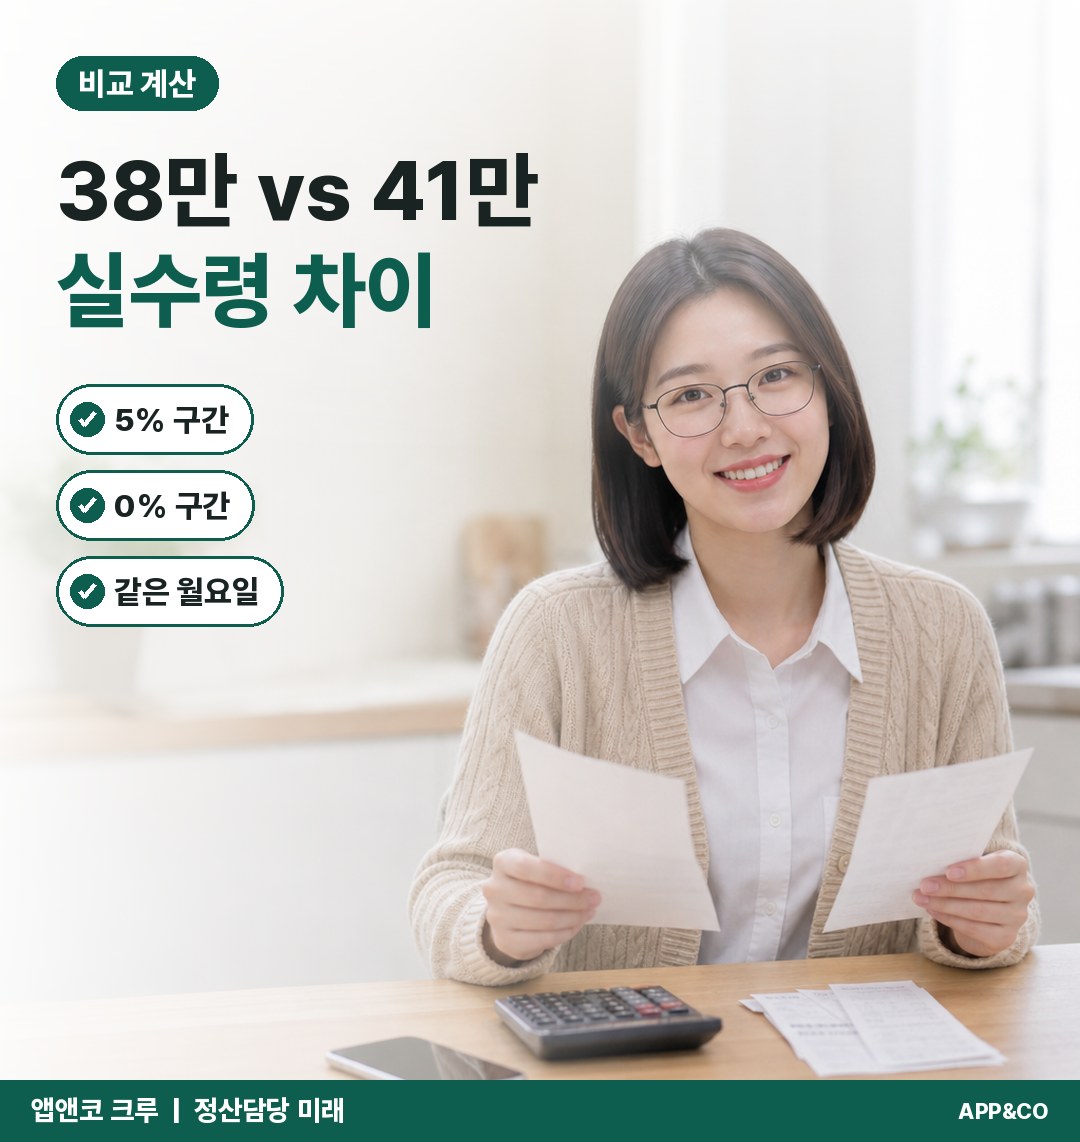 비교 계산
38만 vs 41만
실수령 차이
5% 구간
0% 구간
같은 월요일
앱앤코 크루 | 정산담당 미래
APP&CO